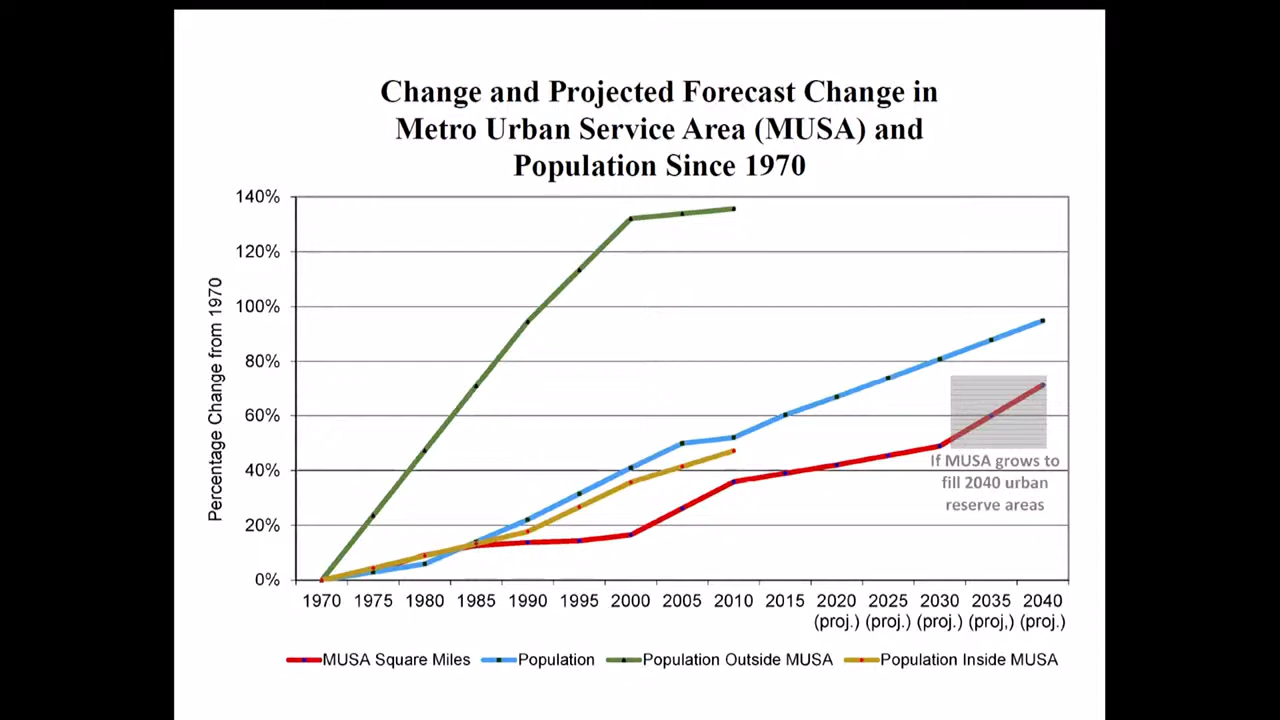 Change and Projected Forecast Change in
Metro Urban Service Area (MUSA) and
Population Since 1970
140%
120%
100%
80%
60%
40%
20%
0%
Percentage Change from 1970
If MUSA grows to
fill 2040 urban
reserve areas
1970 1975 1980 1985 1990 1995 2000 2005 2010 2015 2020 2025 2030 2035 2040
(proj.) (proj.) (proj.) (proj,) (proj.)
MUSA Square Miles Population Population Outside MUSA Population Inside MUSA